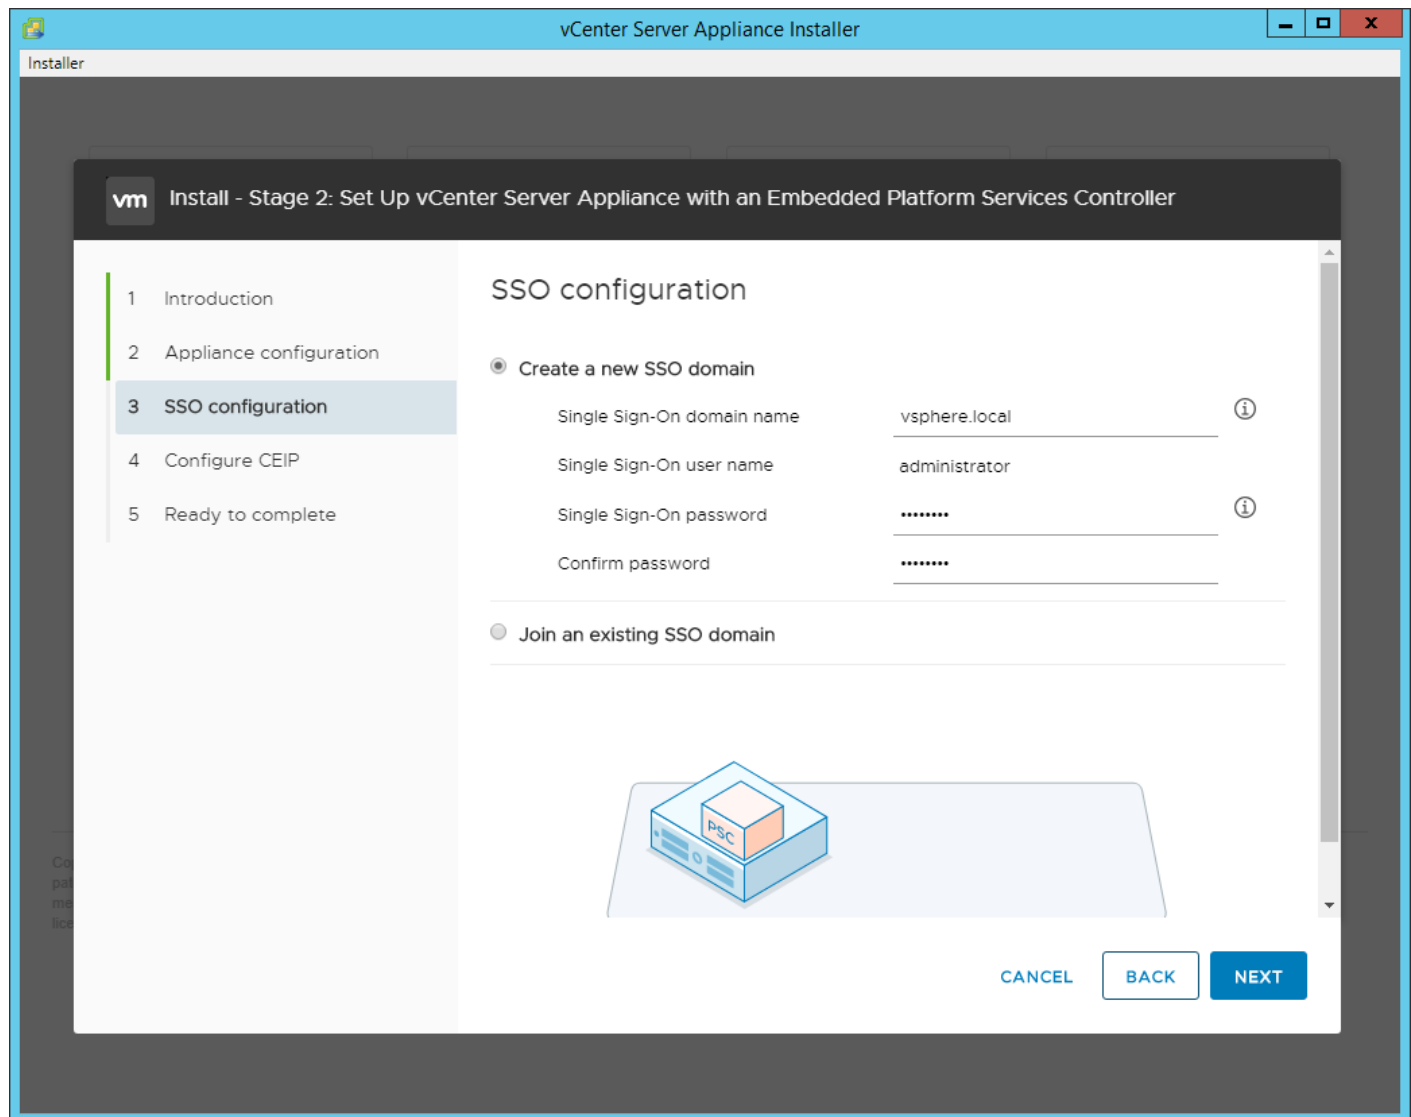 vCenter Server Appliance Installer
Installer
vm Install - Stage 2: Set Up vCenter Server Appliance with an Embedded Platform Services Controller
1 Introduction
2 Appliance configuration
3 SSO configuration
4 Configure CEIP
5 Ready to complete
SSO configuration
Create a new SSO domain
Single Sign-On domain name vsphere.local
Single Sign-On user name administrator
Single Sign-On password ••••••••
Confirm password ••••••••
Join an existing SSO domain
PSC
CANCEL BACK NEXT